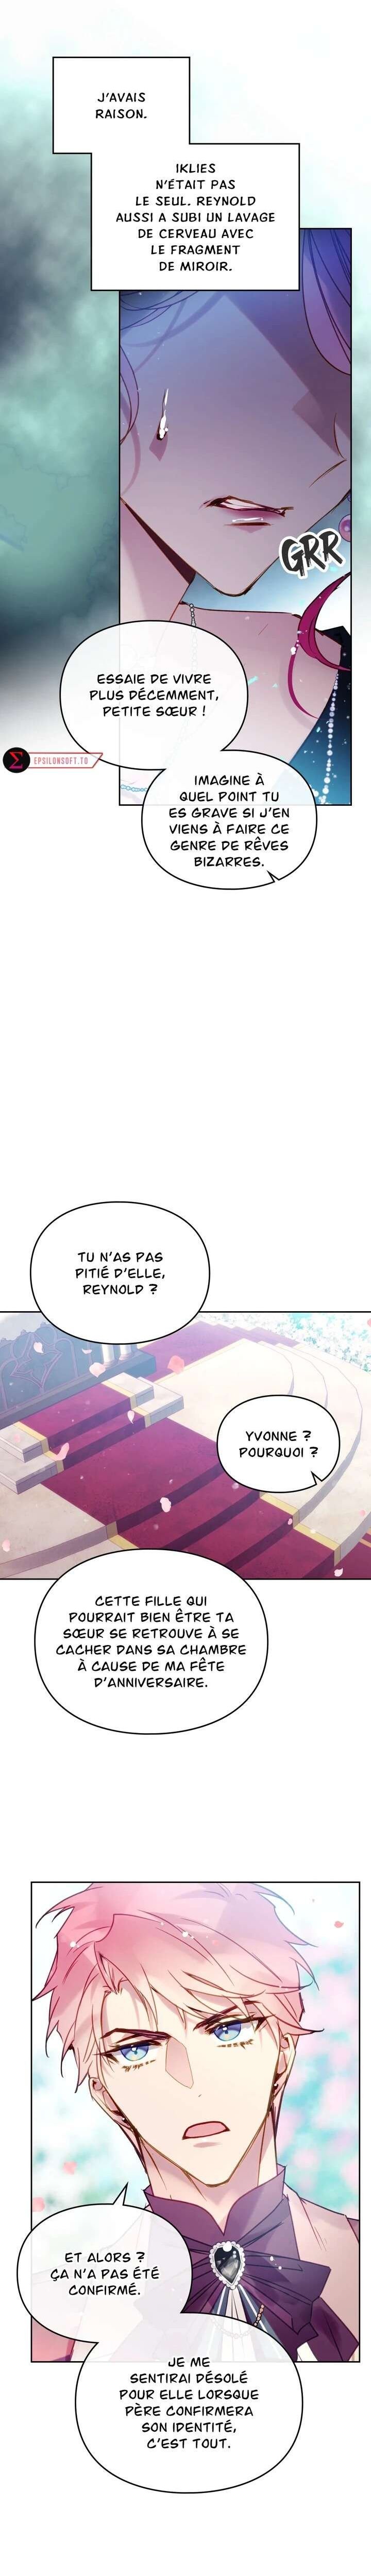 J'AVAIS
RAISON.
IKLIES
N'ÉTAIT PAS
LE SEUL. REYNOLD
AUSSI A SUBI UN LAVAGE
DE CERVEAU AVEC
LE FRAGMENT
DE MIROIR.
GRR
ESSAIE DE VIVRE
PLUS DÉCEMMENT,
PETITE SŒUR !
EPSILONSOFT.TO
IMAGINE À
QUEL POINT TU
ES GRAVE SI J'EN
VIENS À FAIRE CE
GENRE DE RÊVES
BIZARRES.
TU N'AS PAS
PITIÉ D'ELLE,
REYNOLD ?
YVONNE ?
POURQUOI ?
CETTE FILLE QUI
POURRAIT BIEN ÊTRE TA
SŒUR SE RETROUVE À SE
CACHER DANS SA CHAMBRE
À CAUSE DE MA FÊTE
D'ANNIVERSAIRE.
ET ALORS ?
ÇA N'A PAS ÉTÉ
CONFIRMÉ.
JE ME
SENTIRAI DÉSOLÉ
POUR ELLE LORSQUE
PÈRE CONFIRMERA
SON IDENTITÉ,
C'EST TOUT.